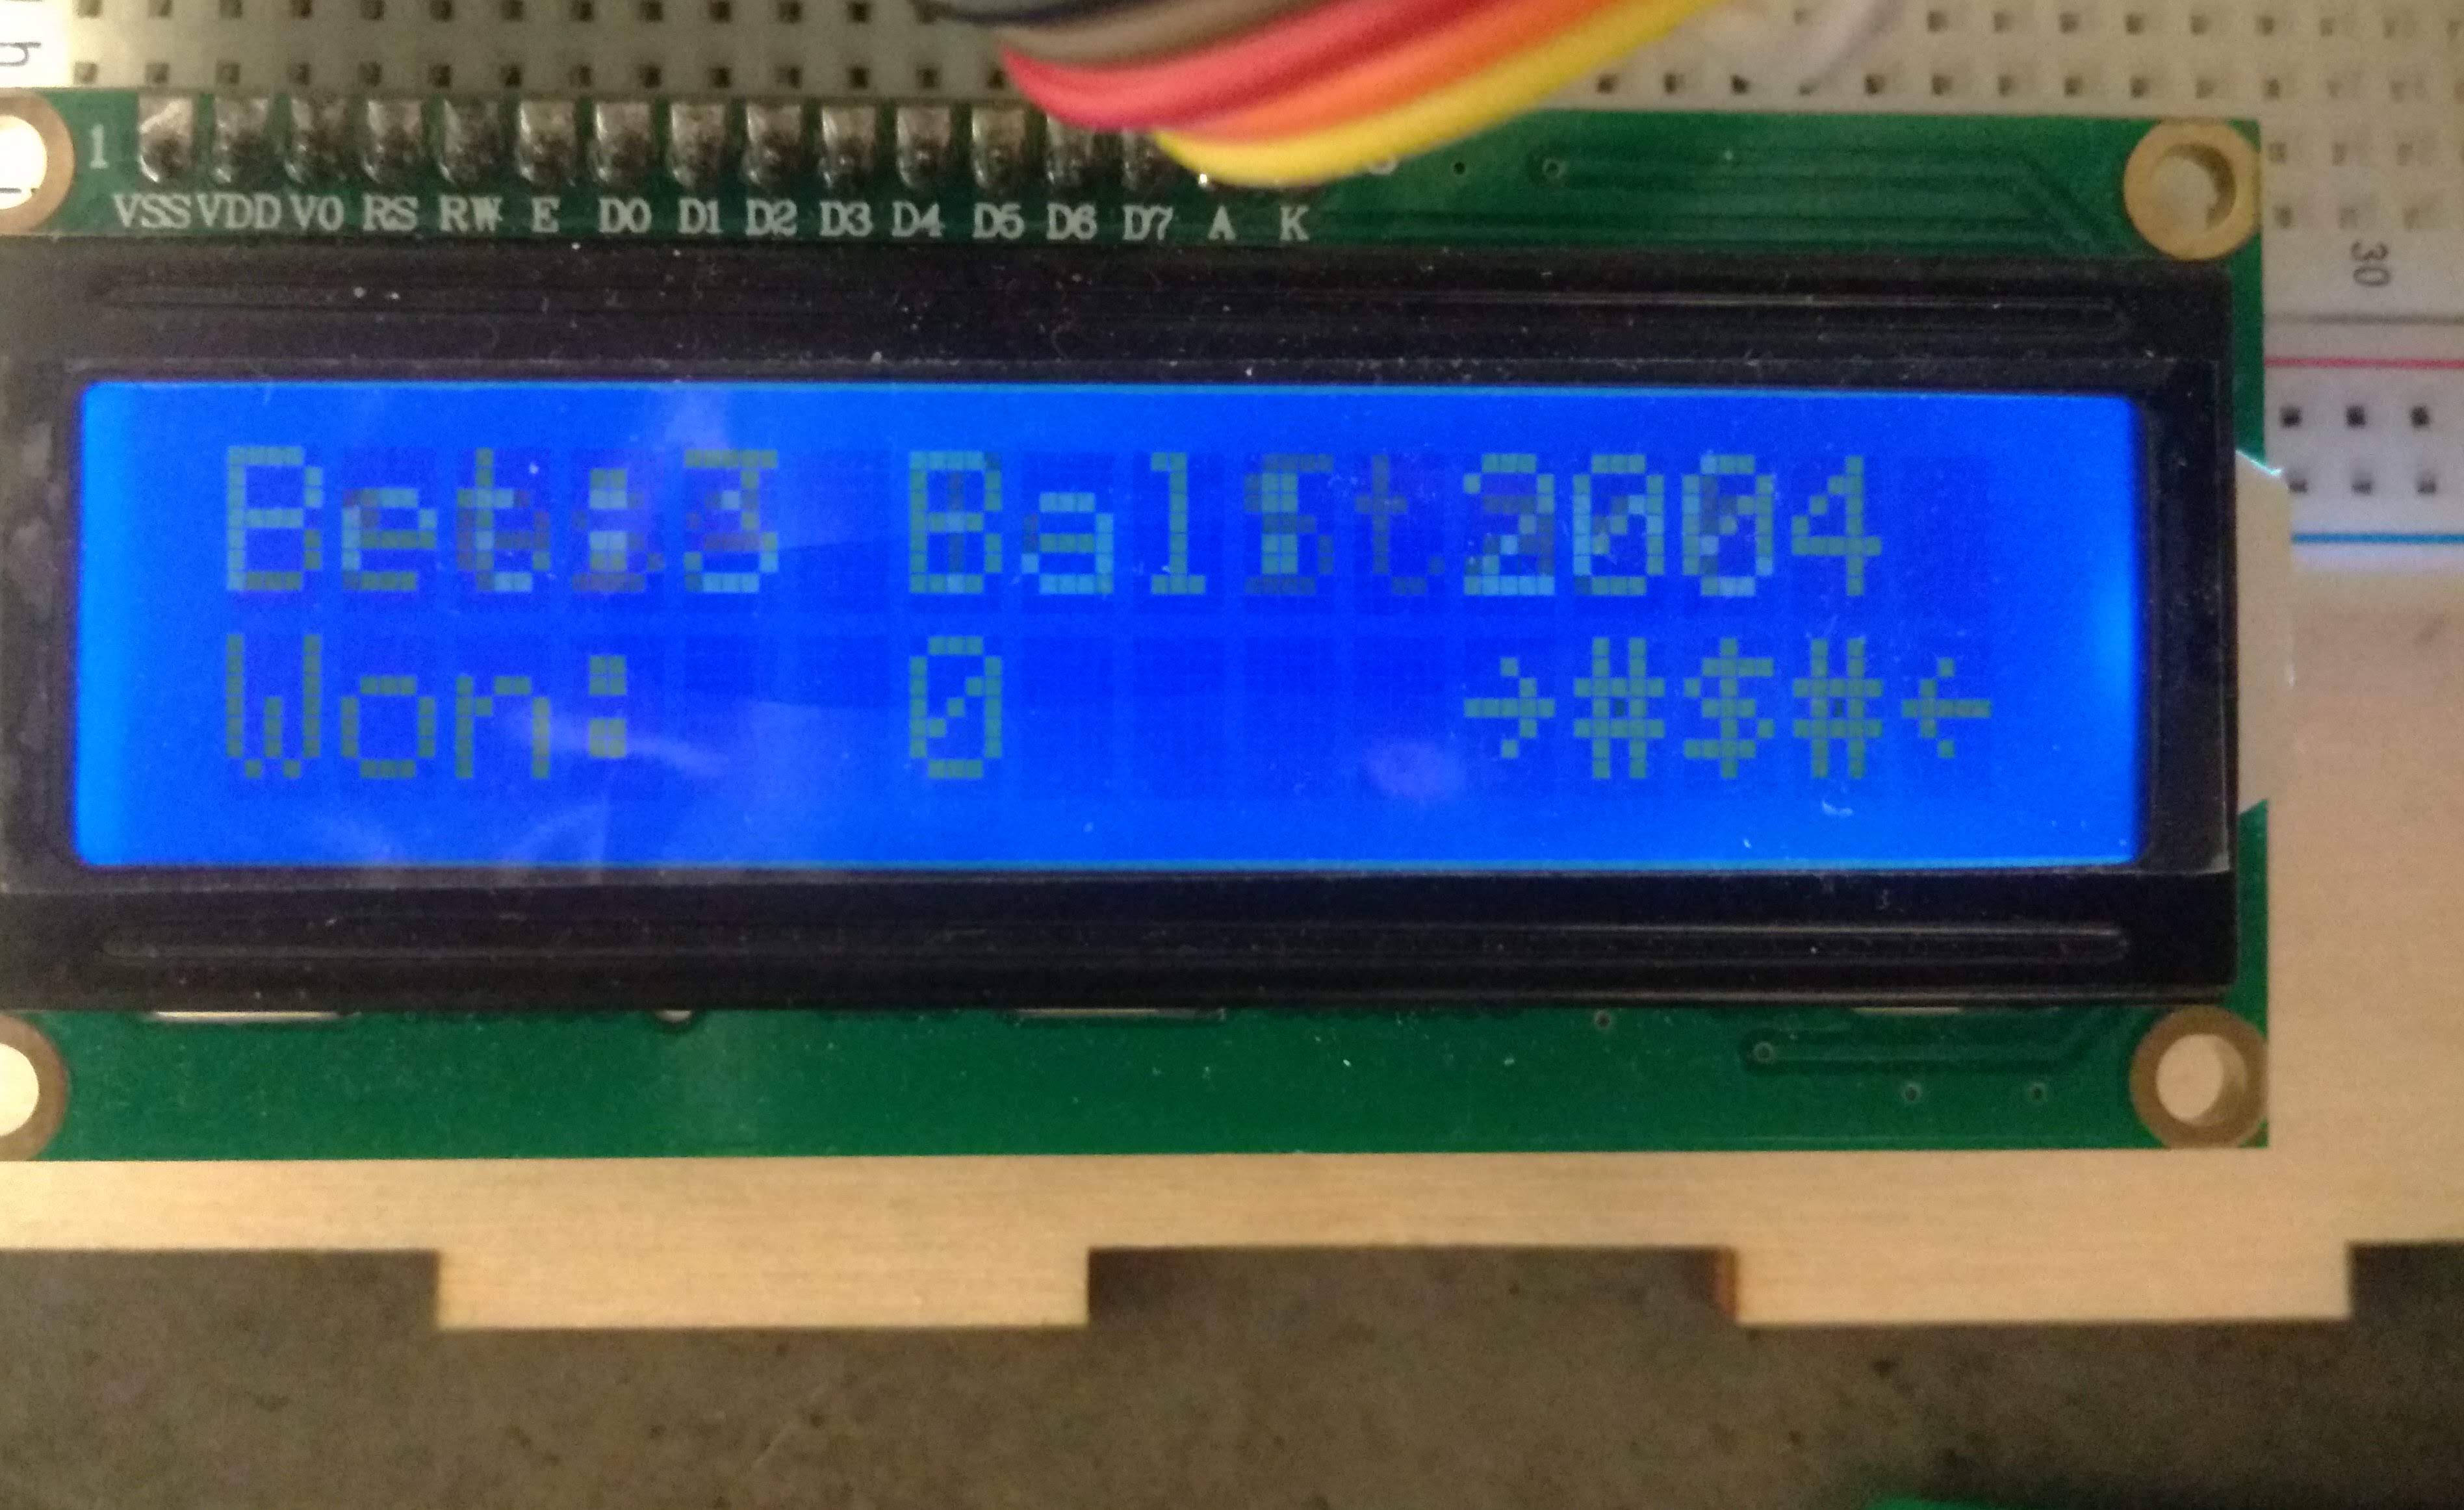 h
1
VSS VDD V0 RS RW E D0 D1 D2 D3 D4 D5 D6 D7 A K
30
Bet:3 Bal: 2004
Won: 0 →#$#←